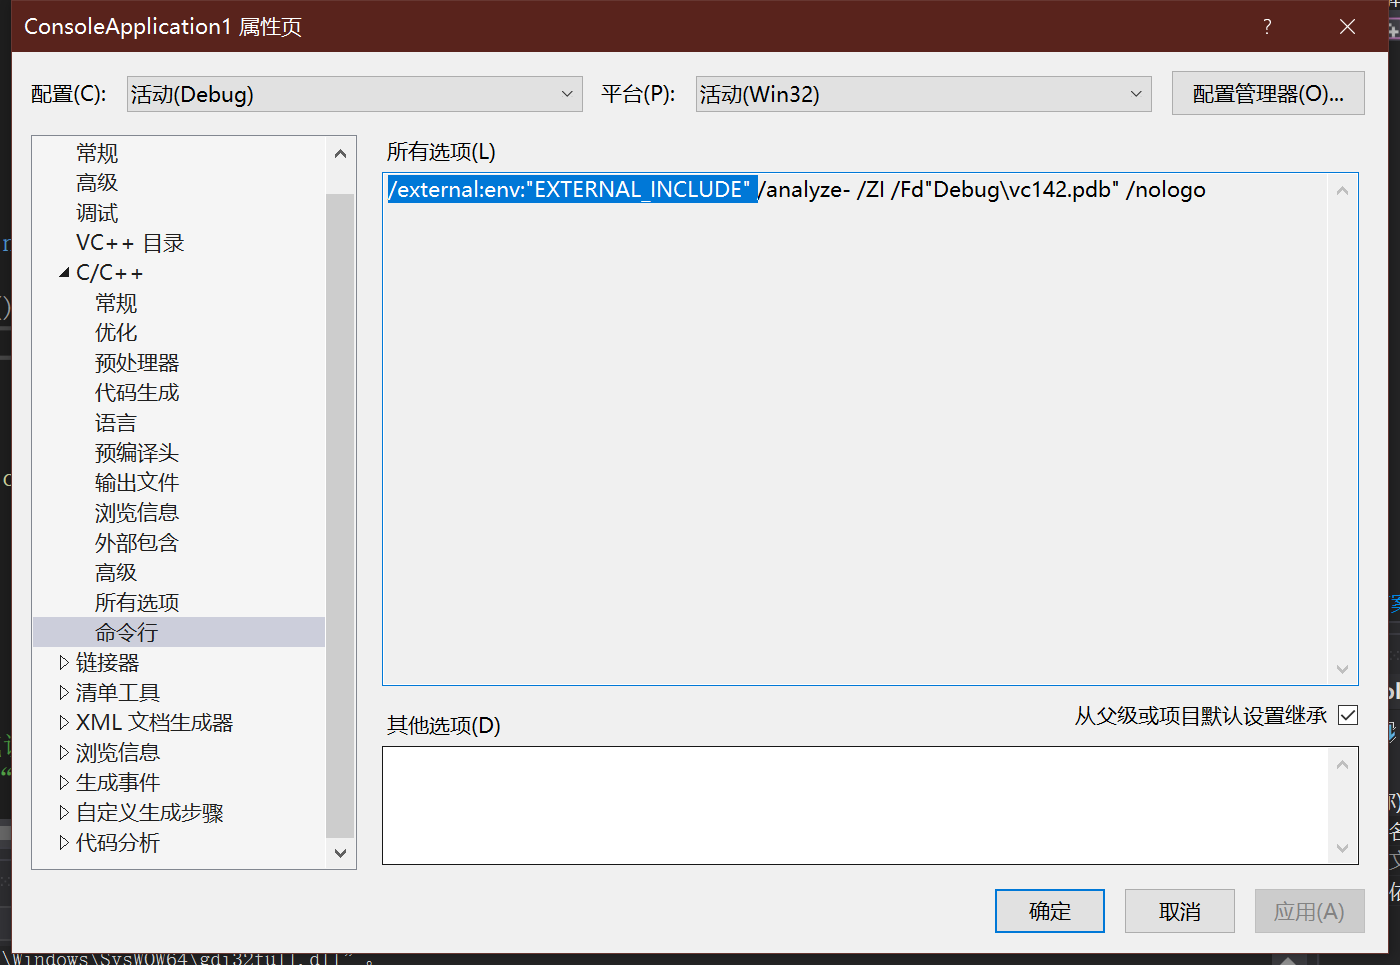 ConsoleApplication1 属性页
?
配置(C):
活动(Debug)
平台(P):
活动(Win32)
配置管理器(O)...
常规
高级
调试
VC++ 目录
C/C++
常规
优化
预处理器
代码生成
语言
预编译头
输出文件
浏览信息
外部包含
高级
所有选项
命令行
链接器
清单工具
XML 文档生成器
浏览信息
生成事件
自定义生成步骤
代码分析
所有选项(L)
/external:env:"EXTERNAL_INCLUDE" /analyze- /ZI /Fd"Debug\vc142.pdb" /nologo
从父级或项目默认设置继承
其他选项(D)
确定
取消
应用(A)
\Windows\SysWOW64\gdi32full.dll”。